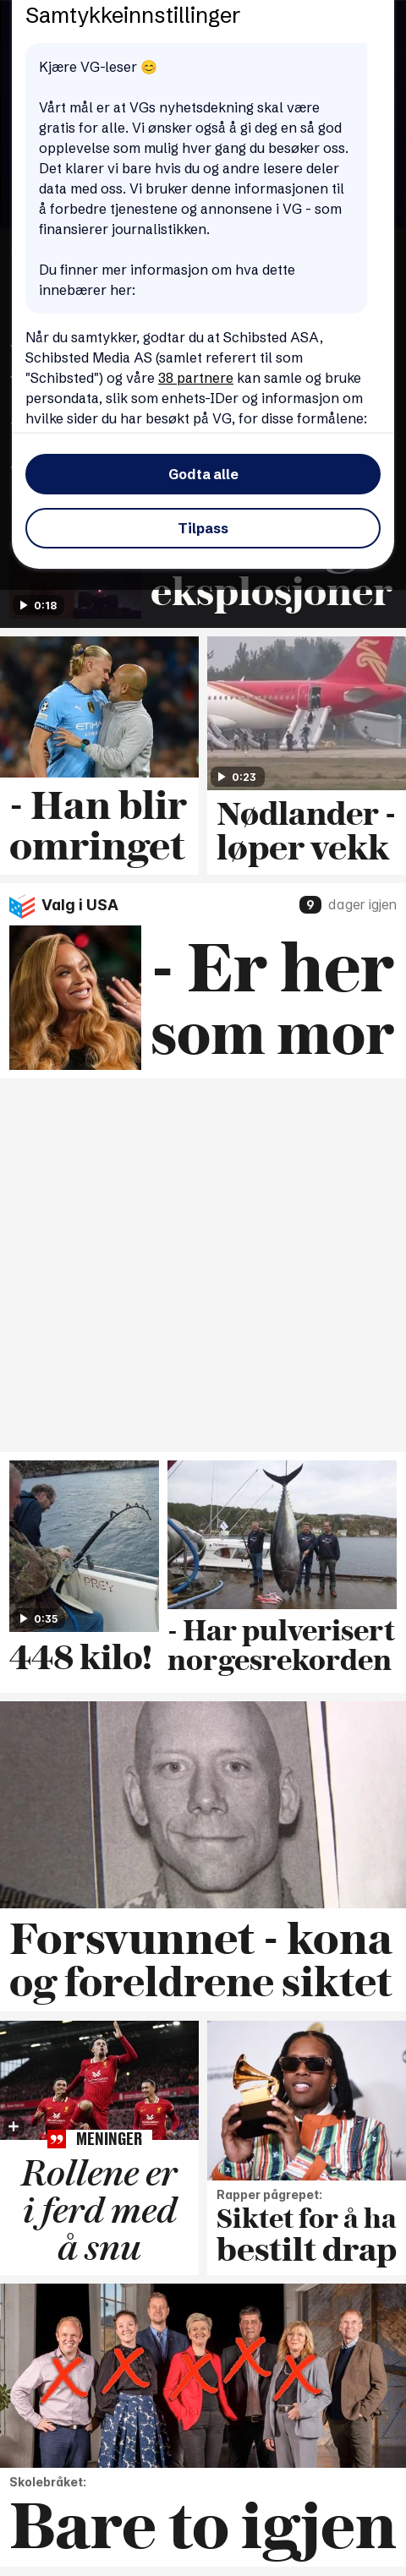 Samtykkeinnstillinger
Kjære VG-leser 😊
Vårt mål er at VGs nyhetsdekning skal være
gratis for alle. Vi ønsker også å gi deg en så god
opplevelse som mulig hver gang du besøker oss.
Det klarer vi bare hvis du og andre lesere deler
data med oss. Vi bruker denne informasjonen til
å forbedre tjenestene og annonsene i VG - som
finansierer journalistikken.
Du finner mer informasjon om hva dette
innebærer her:
Når du samtykker, godtar du at Schibsted ASA,
Schibsted Media AS (samlet referert til som
"Schibsted") og våre 38 partnere kan samle og bruke
persondata, slik som enhets-IDer og informasjon om
hvilke sider du har besøkt på VG, for disse formålene:
Godta alle
Tilpass
0:18
eksplosjoner
- Han blir
omringet
0:23
Nødlander -
løper vekk
Valg i USA
9 dager igjen
- Er her
som mor
PREY
0:35
448 kilo!
- Har pulverisert
norgesrekorden
Forsvunnet - kona
og foreldrene siktet
MENINGER
Rollene er
i ferd med
å snu
Rapper pågrepet:
Siktet for å ha
bestilt drap
Skolebråket:
Bare to igjen